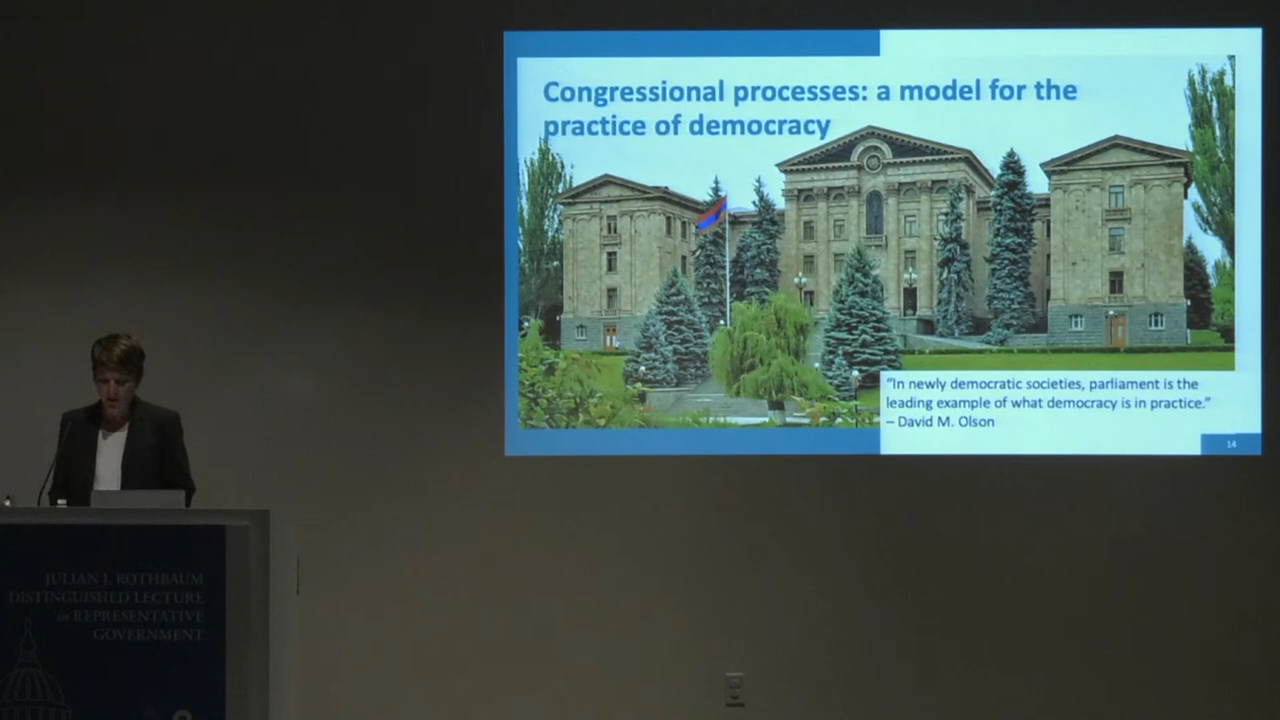 Congressional processes: a model for the
practice of democracy
“In newly democratic societies, parliament is the
leading example of what democracy is in practice.”
– David M. Olson
14
JULIAN J. ROTHBAUM
DISTINGUISHED LECTURE
in REPRESENTATIVE
GOVERNMENT